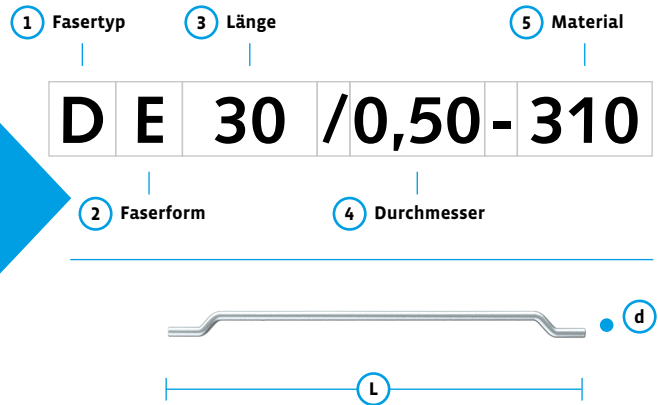 1 Fasertyp 3 Länge 5 Material
D E 30 /0,50-310
2 Faserform 4 Durchmesser
d
L